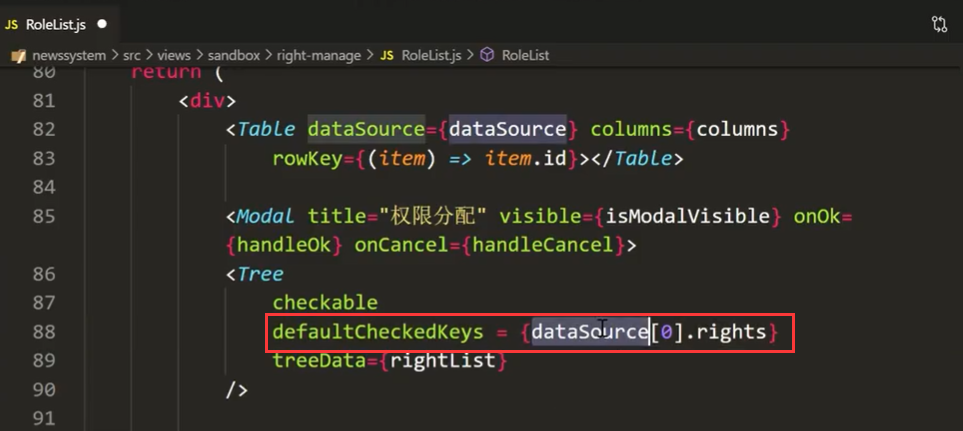 JS RoleList.js
newssystem > src > views > sandbox > right-manage > JS RoleList.js > RoleList
80 return (
81 <div>
82 <Table dataSource={dataSource} columns={columns}
83 rowKey={(item) => item.id}></Table>
84
85 <Modal title="权限分配" visible={isModalVisible} onOk=
{handleOk} onCancel={handleCancel}>
86 <Tree
87 checkable
88 defaultCheckedKeys = {dataSource[0].rights}
89 treeData={rightList}
90 />
91